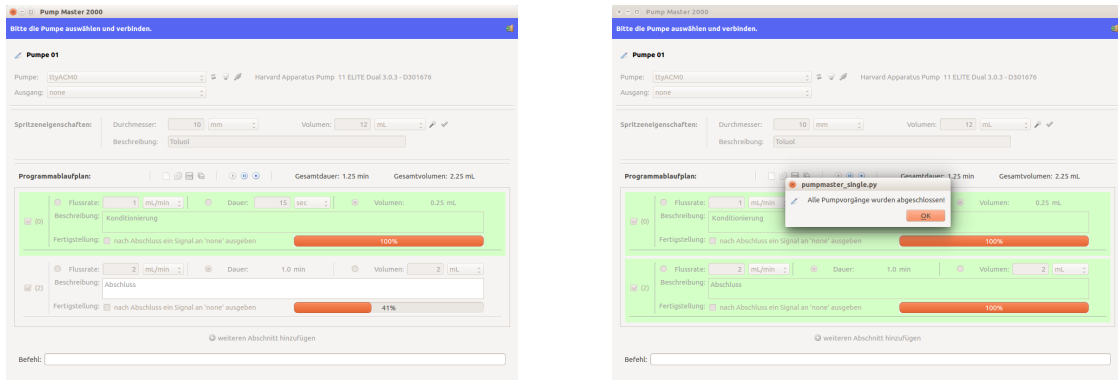 Pump Master 2000
Bitte die Pumpe auswählen und verbinden.
Pumpe 01
Pumpe: ttyACM0 Harvard Apparatus Pump 11 ELITE Dual 3.0.3 - D301676
Ausgang: none
Spritzeneigenschaften: Durchmesser: 10 mm Volumen: 12 mL
Beschreibung: Toluol
Programmablaufplan: Gesamtdauer: 1.25 min Gesamtvolumen: 2.25 mL
Flussrate: 1 mL/min Dauer: 15 sec Volumen: 0.25 mL
(0) Beschreibung: Konditionierung
Fertigstellung: nach Abschluss ein Signal an 'none' ausgeben 100%
Flussrate: 2 mL/min Dauer: 1.0 min Volumen: 2 mL
(2) Beschreibung: Abschluss
Fertigstellung: nach Abschluss ein Signal an 'none' ausgeben 41%
weiteren Abschnitt hinzufügen
Befehl:
Pump Master 2000
Bitte die Pumpe auswählen und verbinden.
Pumpe 01
Pumpe: ttyACM0 Harvard Apparatus Pump 11 ELITE Dual 3.0.3 - D301676
Ausgang: none
Spritzeneigenschaften: Durchmesser: 10 mm Volumen: 12 mL
Beschreibung: Toluol
Programmablaufplan: Gesamtdauer: 1.25 min Gesamtvolumen: 2.25 mL
pumpmaster_single.py
Alle Pumpvorgänge wurden abgeschlossen!
OK
Flussrate: 1 mL/min Volumen: 0.25 mL
(0) Beschreibung: Konditionierung
Fertigstellung: nach Abschluss ein Signal an 'none' ausgeben 100%
Flussrate: 2 mL/min Dauer: 1.0 min Volumen: 2 mL
(2) Beschreibung: Abschluss
Fertigstellung: nach Abschluss ein Signal an 'none' ausgeben 100%
weiteren Abschnitt hinzufügen
Befehl: